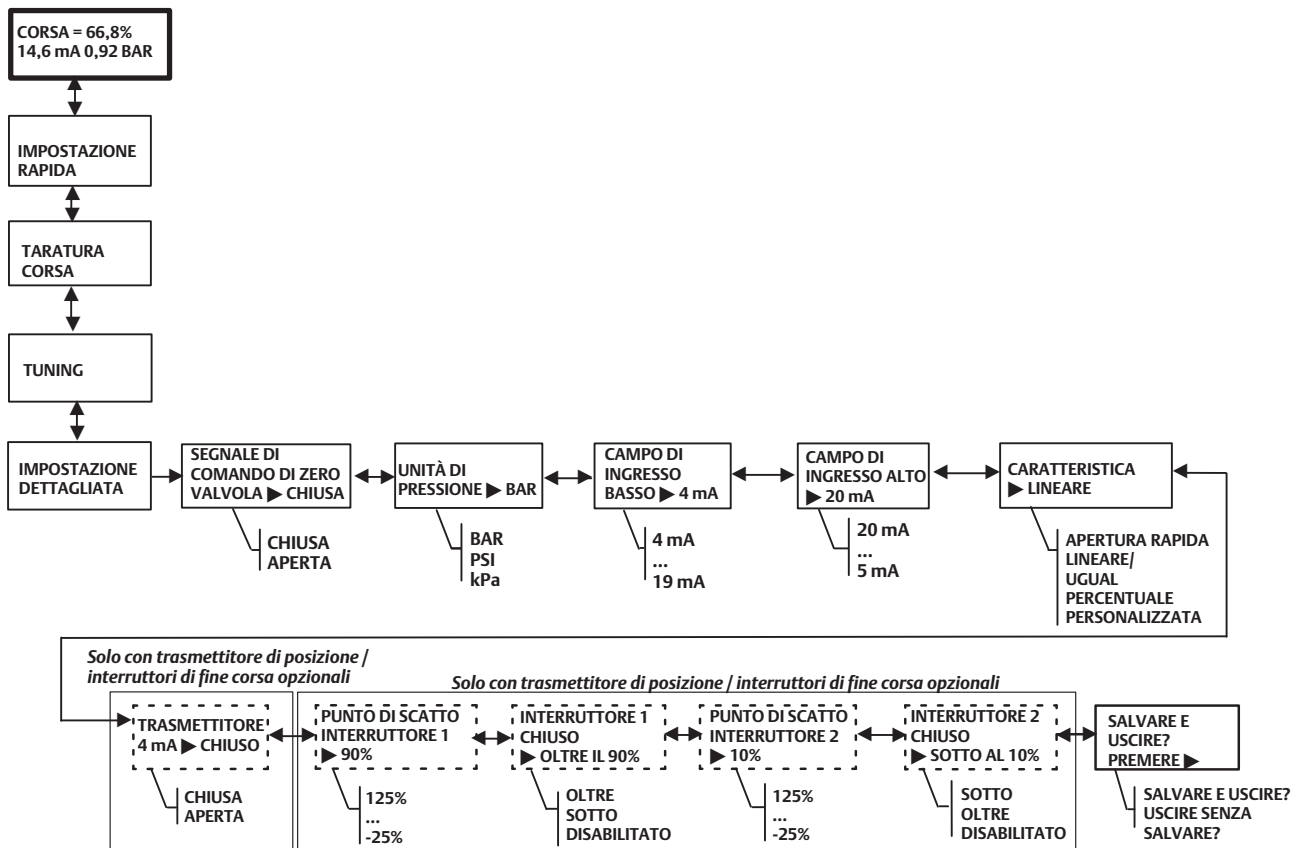 CORSA = 66,8%
14,6 mA 0,92 BAR
IMPOSTAZIONE
RAPIDA
TARATURA
CORSA
TUNING
IMPOSTAZIONE
DETTAGLIATA
SEGNALE DI
COMANDO DI ZERO
VALVOLA ▶ CHIUSA
CHIUSA
APERTA
UNITÀ DI
PRESSIONE ▶ BAR
BAR
PSI
kPa
CAMPO DI
INGRESSO
BASSO ▶ 4 mA
4 mA
...
19 mA
CAMPO DI
INGRESSO ALTO
▶ 20 mA
20 mA
...
5 mA
CARATTERISTICA
▶ LINEARE
APERTURA RAPIDA
LINEARE/
UGUAL
PERCENTUALE
PERSONALIZZATA
Solo con trasmettitore di posizione /
interruttori di fine corsa opzionali
TRASMETTITORE
4 mA ▶ CHIUSO
CHIUSA
APERTA
Solo con trasmettitore di posizione / interruttori di fine corsa opzionali
PUNTO DI SCATTO
INTERRUTTORE 1
▶ 90%
125%
...
-25%
INTERRUTTORE 1
CHIUSO
▶ OLTRE IL 90%
OLTRE
SOTTO
DISABILITATO
PUNTO DI SCATTO
INTERRUTTORE 2
▶ 10%
125%
...
-25%
INTERRUTTORE 2
CHIUSO
▶ SOTTO AL 10%
SOTTO
OLTRE
DISABILITATO
SALVARE E
USCIRE?
PREMERE ▶
SALVARE E USCIRE?
USCIRE SENZA
SALVARE?